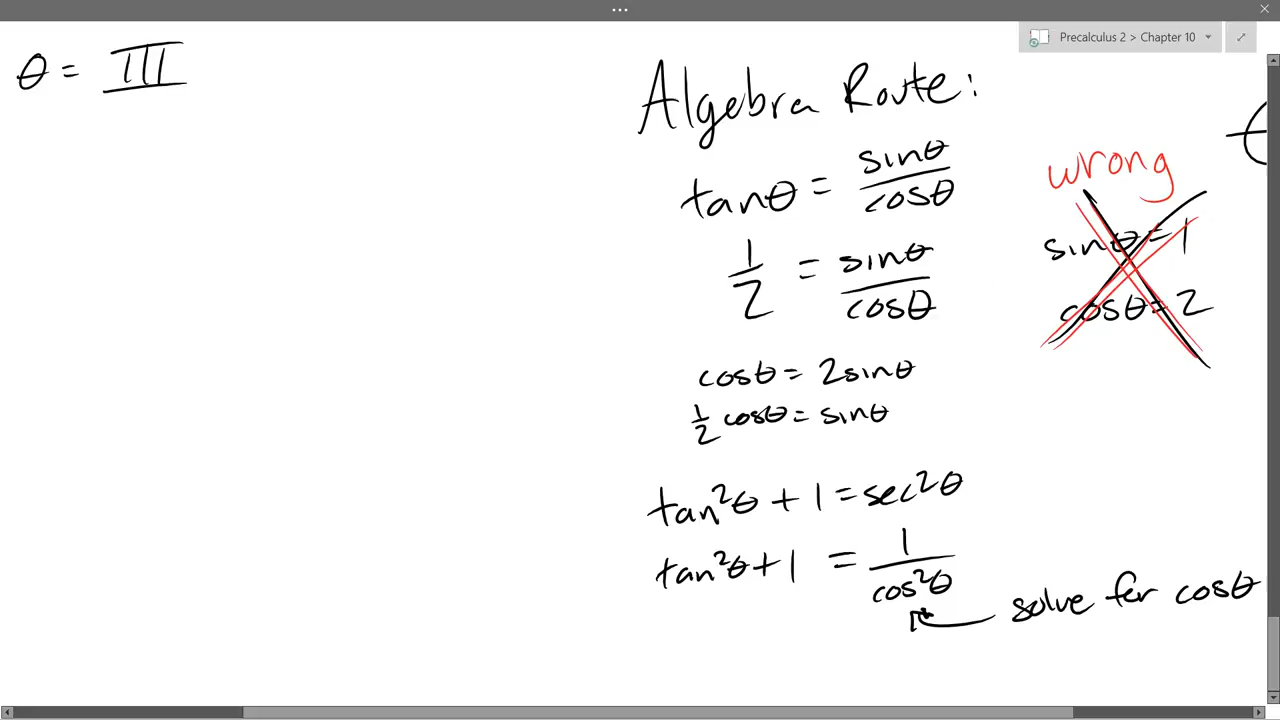 Precalculus 2 > Chapter 10
θ = III
Algebra Route:
tanθ = sinθ/cosθ
1/2 = sinθ/cosθ
cosθ = 2sinθ
1/2 cosθ = sinθ
tan²θ + 1 = sec²θ
tan²θ + 1 = 1/cos²θ
solve for cosθ
wrong
sinθ = 1
cosθ = 2